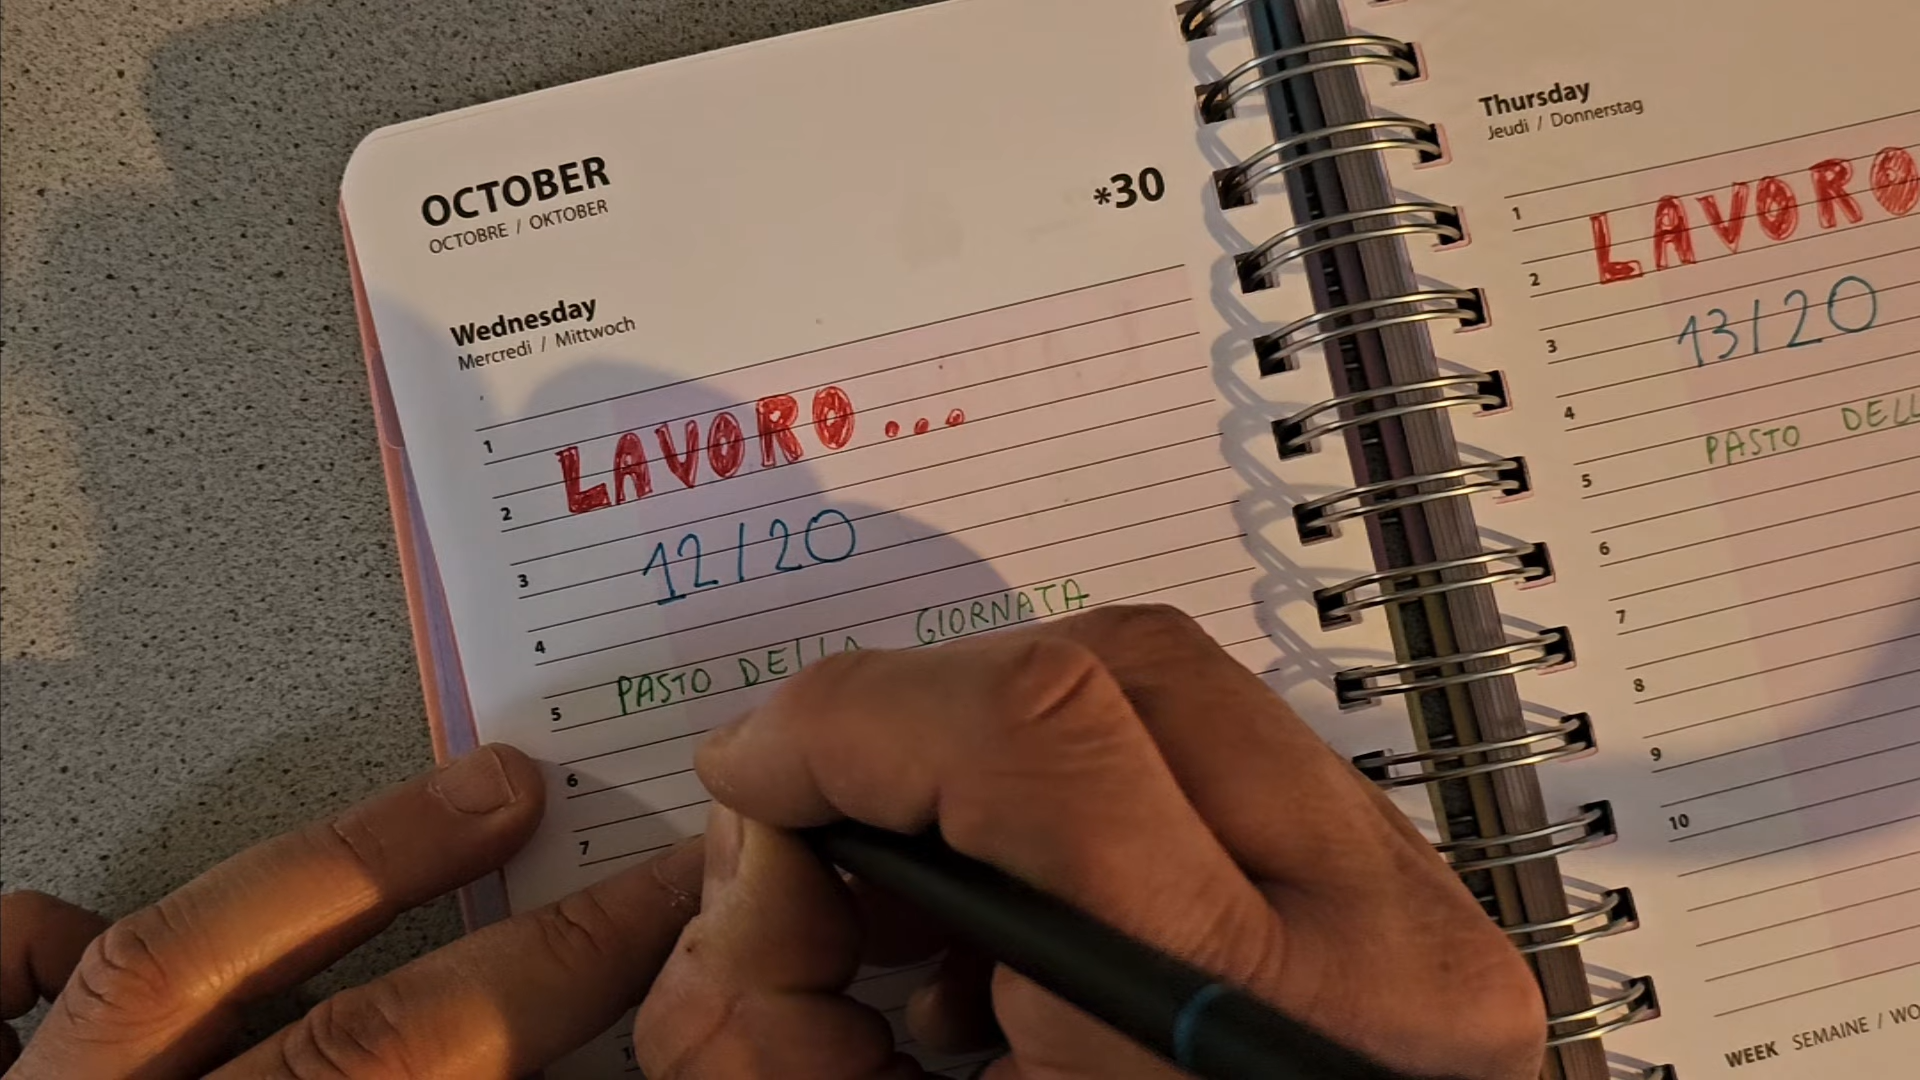 OCTOBER
OCTOBRE / OKTOBER
*30
Wednesday
Mercredi / Mittwoch
1
LAVORO...
2
12/20
3
4
PASTO DELLA GIORNATA
5
6
7
Thursday
Jeudi / Donnerstag
1
LAVORO
2
13/20
3
4
PASTO DELL
5
6
7
8
9
10
WEEK SEMAINE / WO